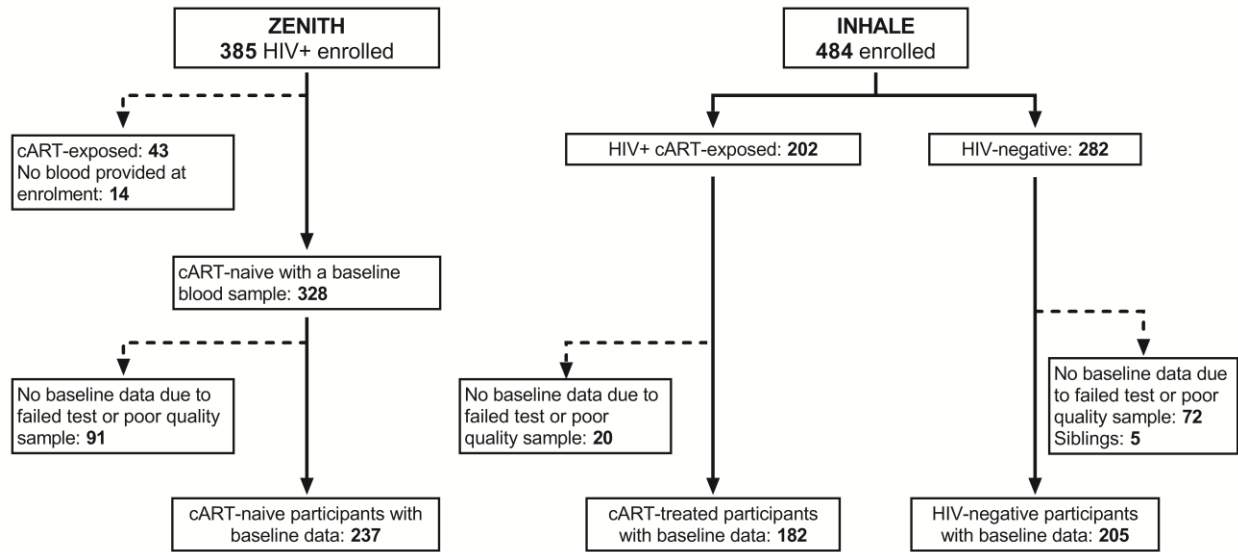 ZENITH
385 HIV+ enrolled
cART-exposed: 43
No blood provided at
enrolment: 14
cART-naive with a baseline
blood sample: 328
No baseline data due to
failed test or poor quality
sample: 91
cART-naive participants with
baseline data: 237
INHALE
484 enrolled
HIV+ cART-exposed: 202
HIV-negative: 282
No baseline data due to
failed test or poor
quality sample: 20
No baseline data due
to failed test or poor
quality sample: 72
Siblings: 5
cART-treated participants
with baseline data: 182
HIV-negative participants
with baseline data: 205